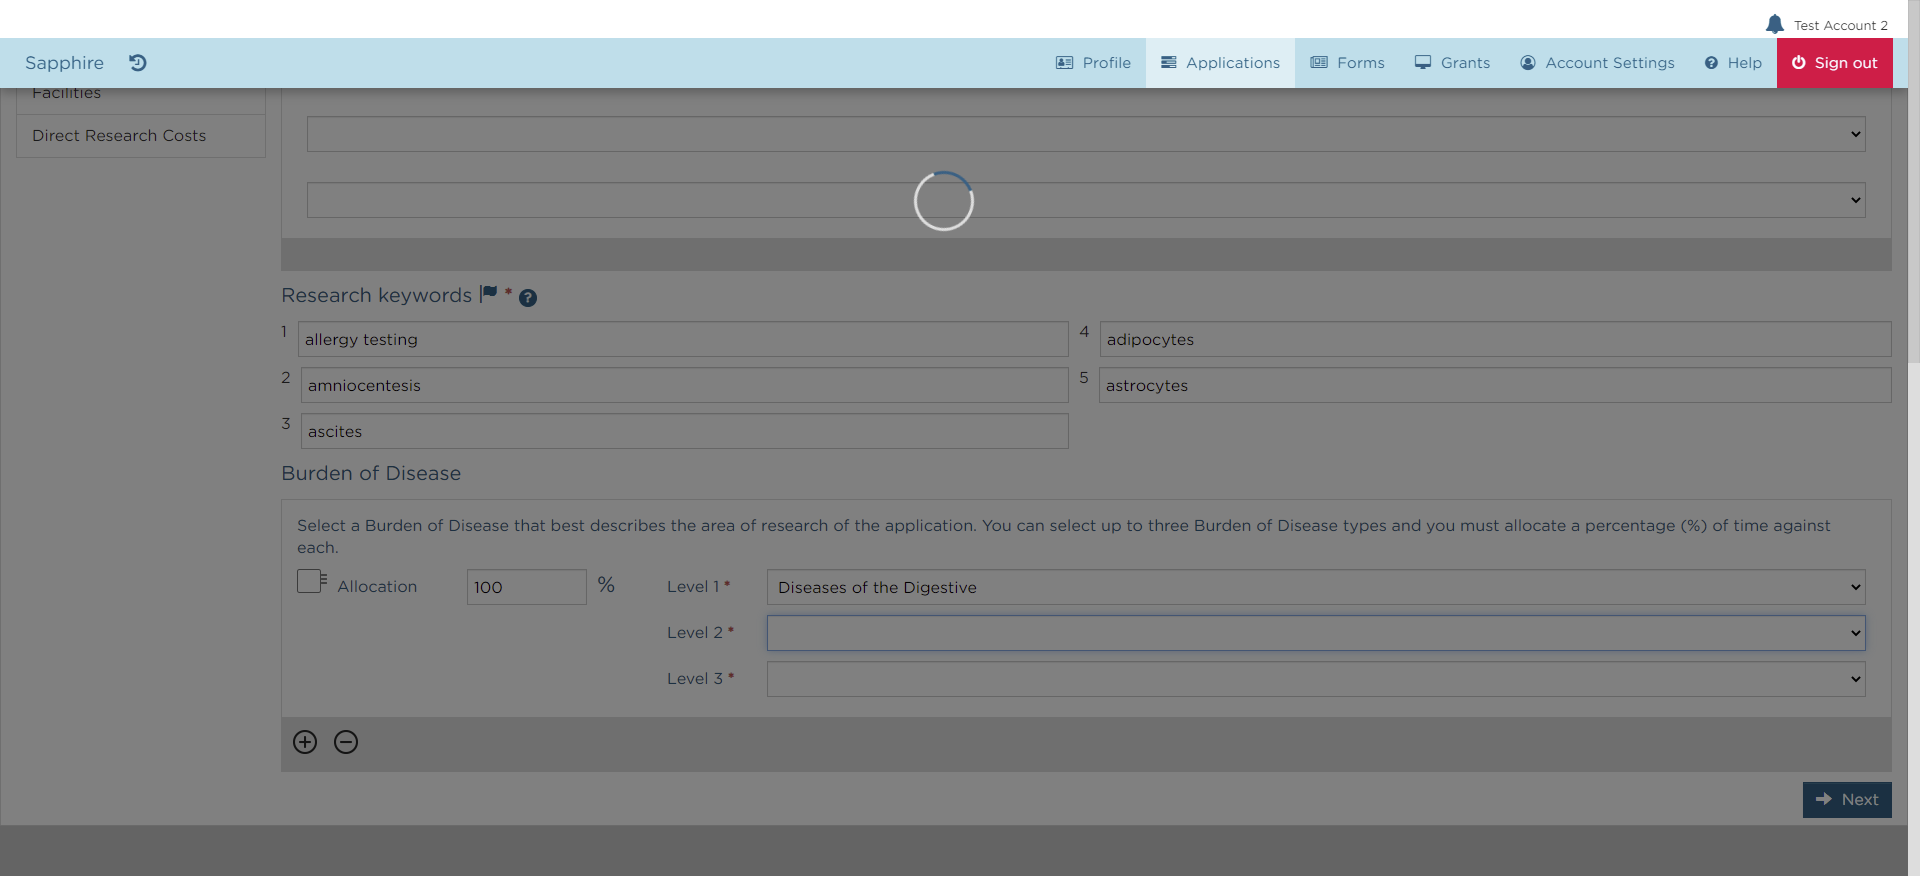 Test Account 2
Sapphire
Profile
Applications
Forms
Grants
Account Settings
Help
Sign out
Facilities
Direct Research Costs
Research keywords * ?
1 allergy testing
4 adipocytes
2 amniocentesis
5 astrocytes
3 ascites
Burden of Disease
Select a Burden of Disease that best describes the area of research of the application. You can select up to three Burden of Disease types and you must allocate a percentage (%) of time against
each.
Allocation 100 % Level 1 * Diseases of the Digestive
Level 2 *
Level 3 *
Next